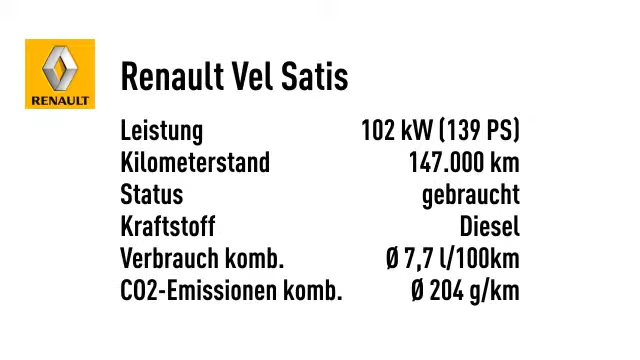 RENAULT
Renault Vel Satis
Leistung 102 kW (139 PS)
Kilometerstand 147.000 km
Status gebraucht
Kraftstoff Diesel
Verbrauch komb. Ø 7,7 l/100km
CO2-Emissionen komb. Ø 204 g/km